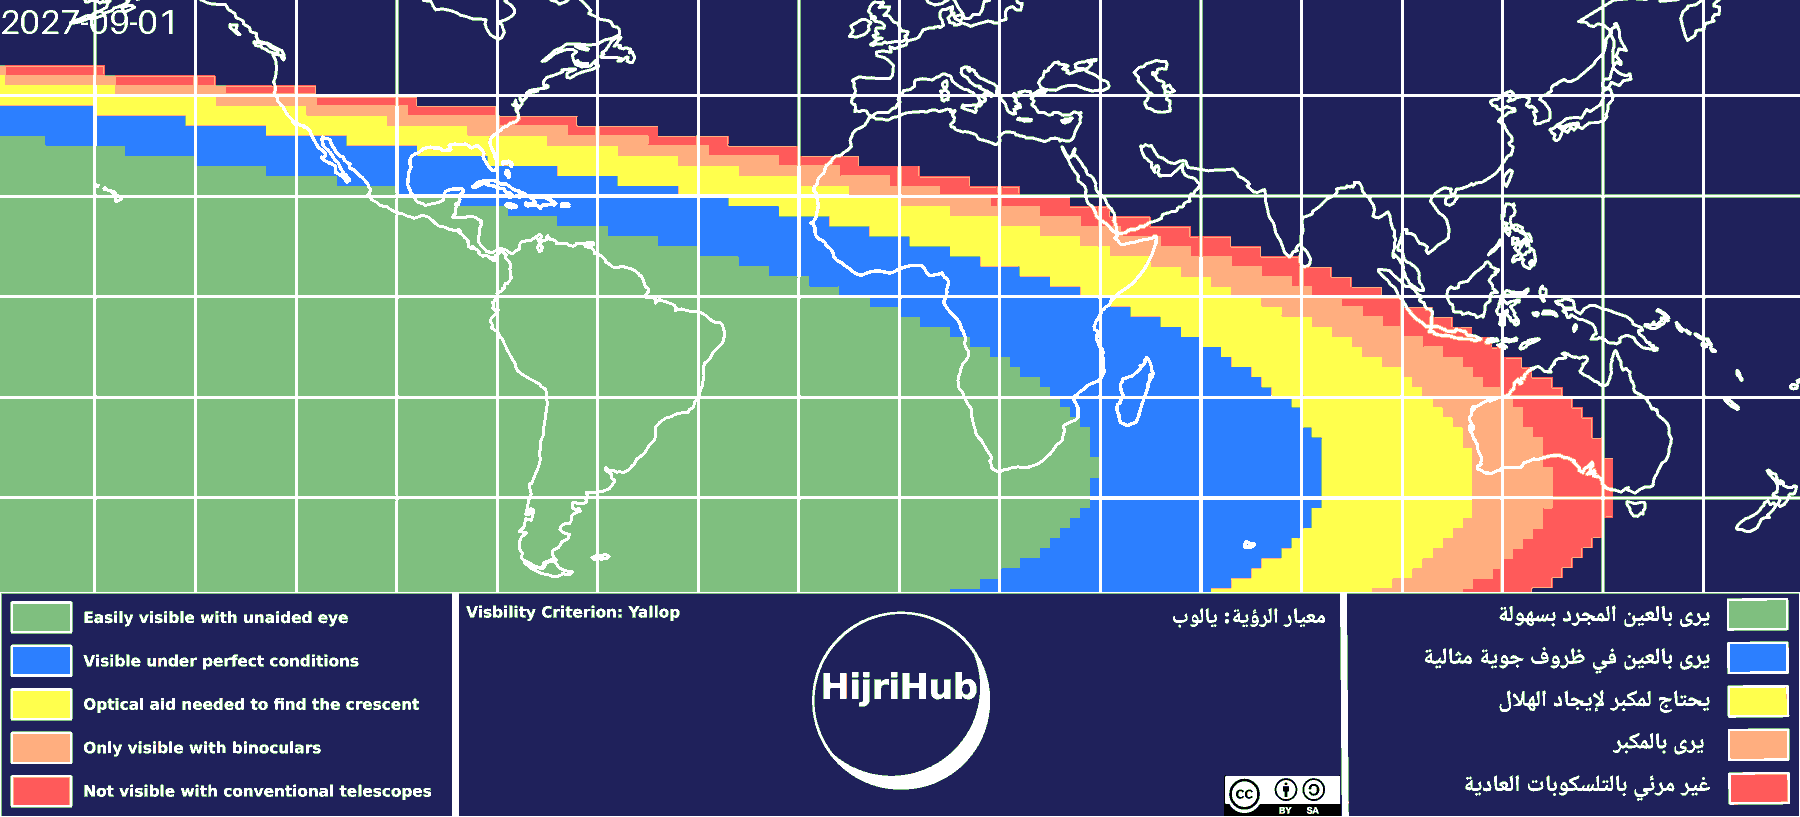 2027-09-01
Easily visible with unaided eye
Visible under perfect conditions
Optical aid needed to find the crescent
Only visible with binoculars
Not visible with conventional telescopes
Visbility Criterion: Yallop
معيار الرؤية: يالوب
HijriHub
cc
BY SA
يرى بالعين المجرد بسهولة
يرى بالعين في ظروف جوية مثالية
يحتاج لمكبر لإيجاد الهلال
يرى بالمكبر
غير مرئي بالتلسكوبات العادية